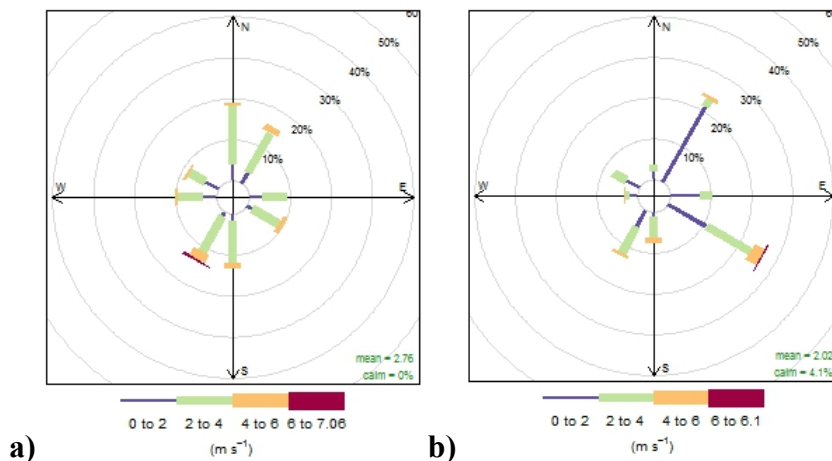 N
W
E
S
10%
20%
30%
40%
50%
60
mean = 2.76
calm = 0%
0 to 2 2 to 4 4 to 6 6 to 7.06
(m s⁻¹)
a)
N
W
E
S
10%
20%
30%
40%
50%
60
mean = 2.02
calm = 4.1%
0 to 2 2 to 4 4 to 6 6 to 6.1
(m s⁻¹)
b)